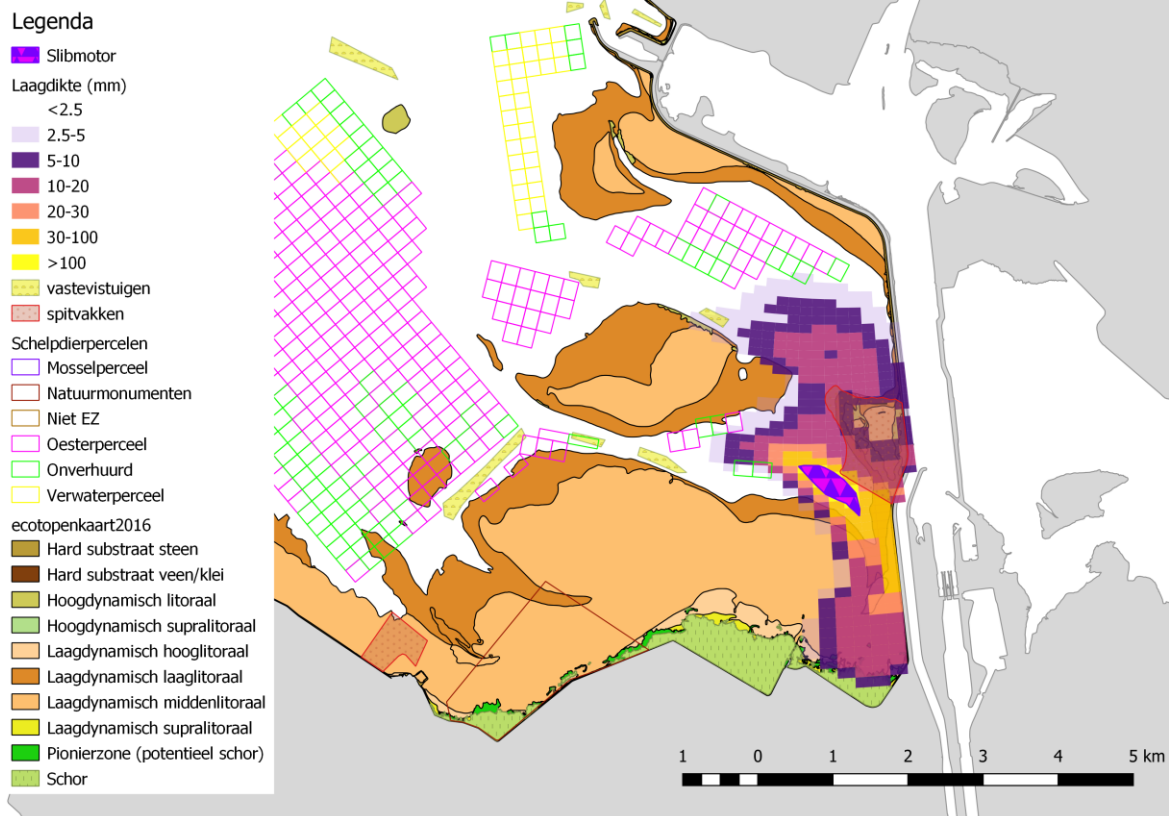 Legenda
Slibmotor
Laagdikte (mm)
<2.5
2.5-5
5-10
10-20
20-30
30-100
>100
vastevistuigen
spitvakken
Schelpdierpercelen
Mosselperceel
Natuurmonumenten
Niet EZ
Oesterperceel
Onverhuurd
Verwaterperceel
ecotopenkaart2016
Hard substraat steen
Hard substraat veen/klei
Hoogdynamisch litoraal
Hoogdynamisch supralitoraal
Laagdynamisch hooglitoraal
Laagdynamisch laaglitoraal
Laagdynamisch middenlitoraal
Laagdynamisch supralitoraal
Pionierzone (potentieel schor)
Schor
1 0 1 2 3 4 5 km